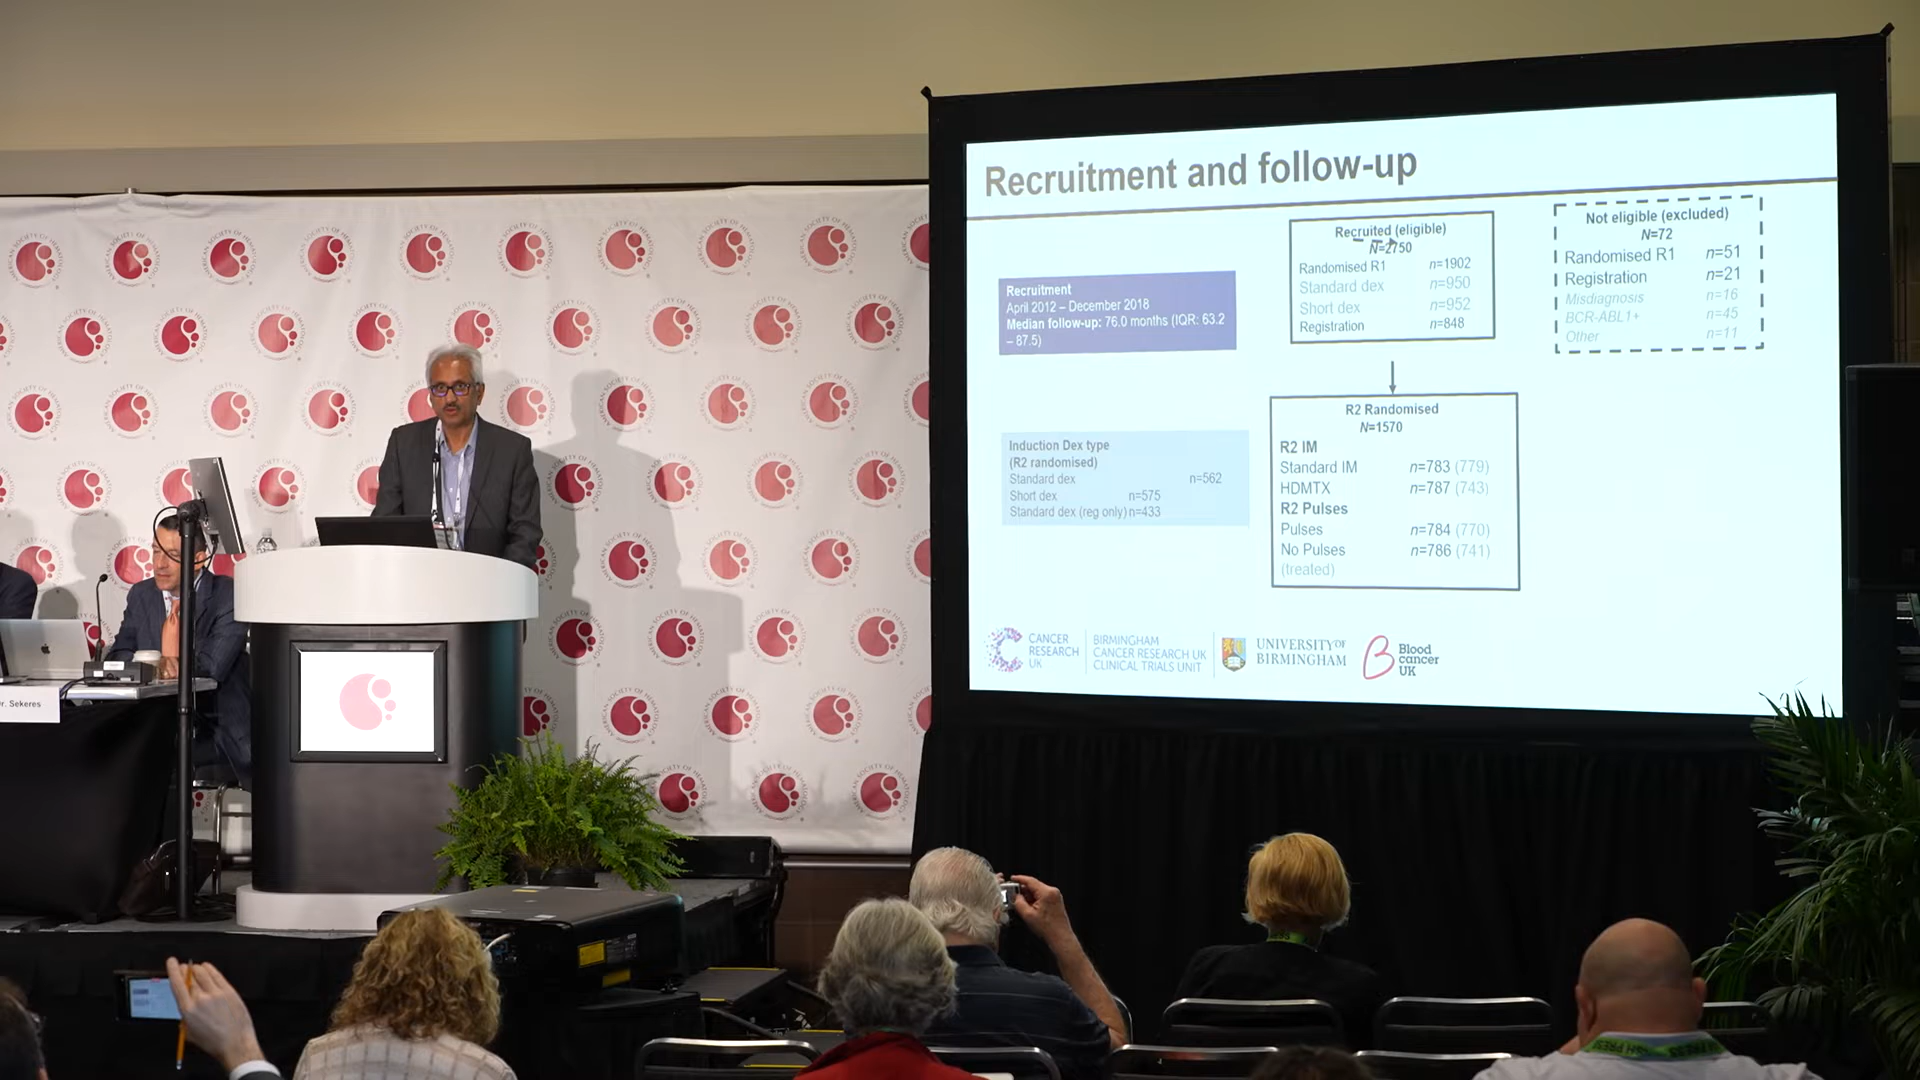 Recruitment and follow-up
Recruitment
April 2012 – December 2018
Median follow-up: 76.0 months (IQR: 63.2
– 87.5)
Recruited (eligible)
N=2750
Randomised R1 n=1902
Standard dex n=950
Short dex n=952
Registration n=848
Not eligible (excluded)
N=72
Randomised R1 n=51
Registration n=21
Misdiagnosis n=16
BCR-ABL1+ n=45
Other n=11
Induction Dex type
(R2 randomised)
Standard dex n=562
Short dex n=575
Standard dex (reg only) n=433
R2 Randomised
N=1570
R2 IM
Standard IM n=783 (779)
HDMTX n=787 (743)
R2 Pulses
Pulses n=784 (770)
No Pulses n=786 (741)
(treated)
CANCER
RESEARCH
UK
BIRMINGHAM
CANCER RESEARCH UK
CLINICAL TRIALS UNIT
UNIVERSITY OF
BIRMINGHAM
Blood
cancer
UK
AMERICAN SOCIETY OF HEMATOLOGY
Sekeres